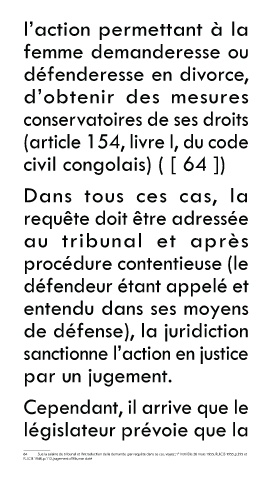 l'action permettant à la
femme demanderesse ou
défenderesse en divorce,
d'obtenir des mesures
conservatoires de ses droits
(article 154, livre I, du code
civil congolais) ( [ 64 ])
Dans tous ces cas, la
requête doit être adressée
au tribunal et après
procédure contentieuse (le
défendeur étant appelé et
entendu dans ses moyens
de défense), la juridiction
sanctionne l'action en justice
par un jugement.
Cependant, il arrive que le
législateur prévoie que la
64